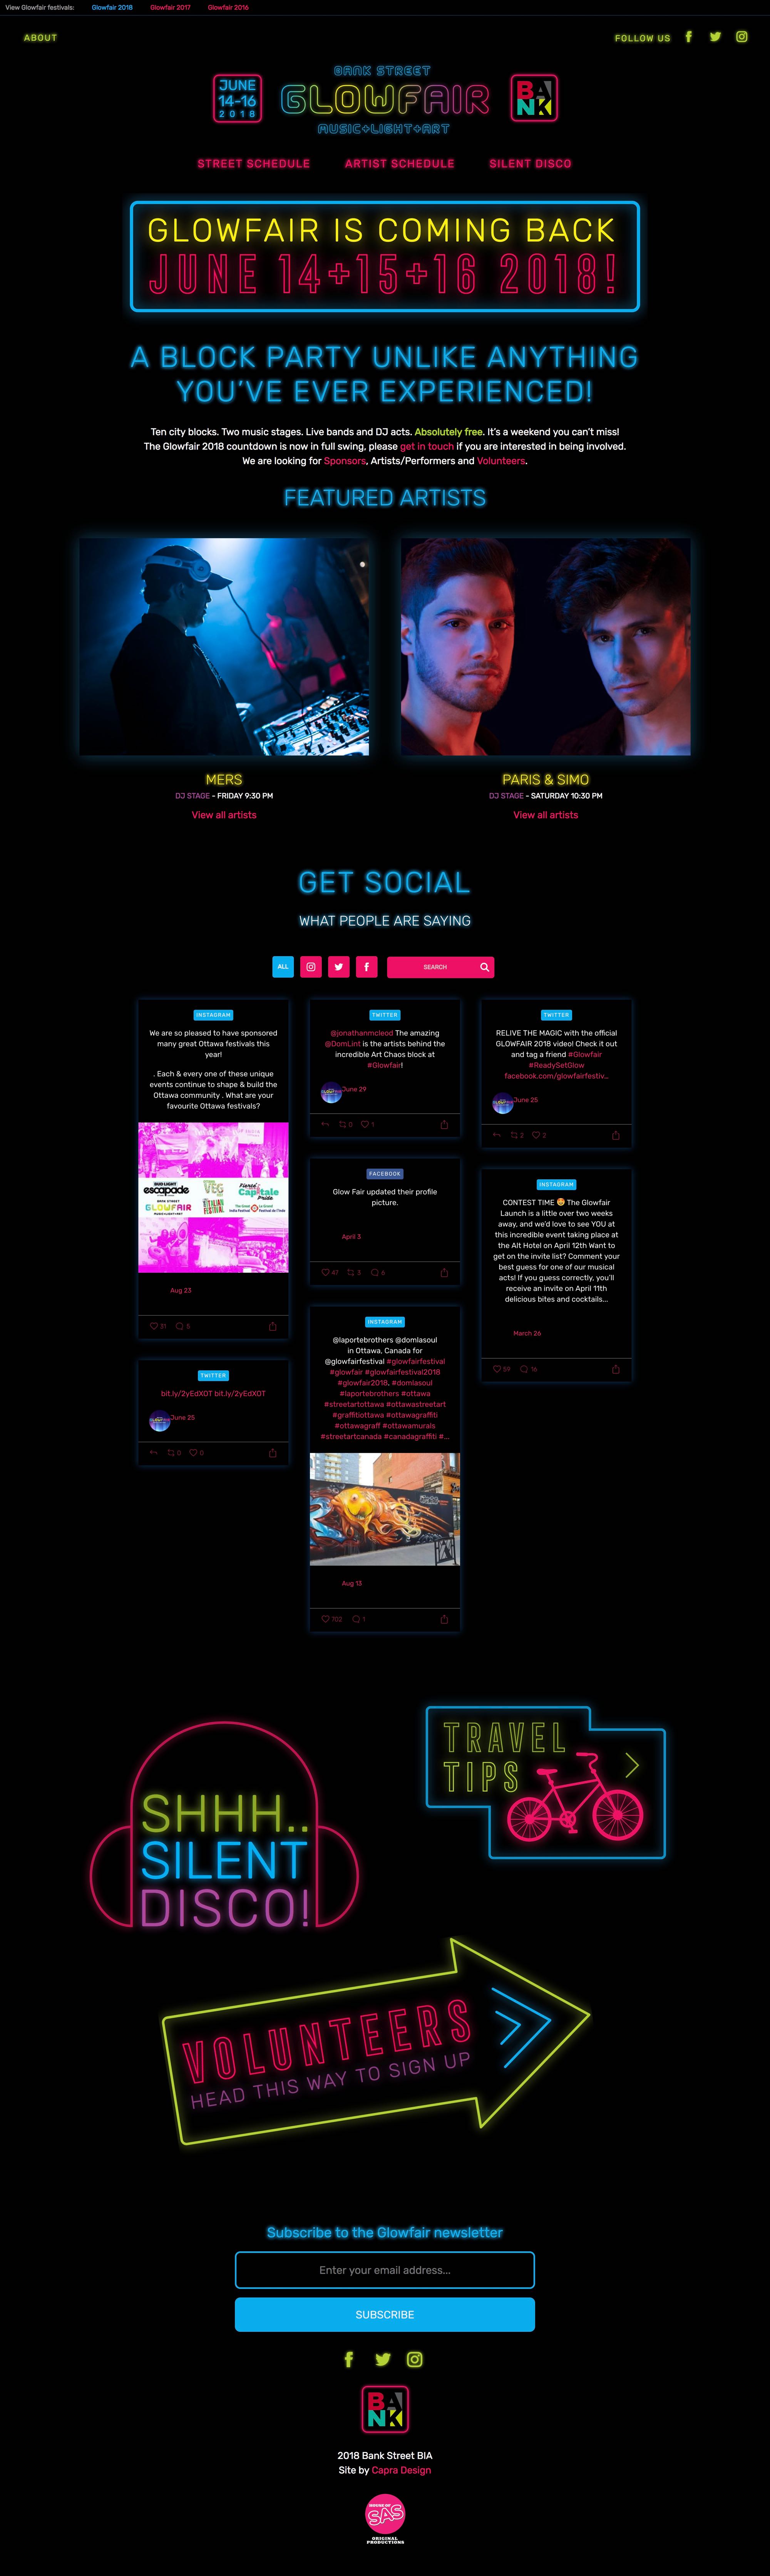 View Glowfair festivals: Glowfair 2018 Glowfair 2017 Glowfair 2016
ABOUT
FOLLOW US
JUNE
14-16
2018
BANK STREET
GLOWFAIR
MUSIC+LIGHT+ART
BANK
STREET SCHEDULE ARTIST SCHEDULE SILENT DISCO
GLOWFAIR IS COMING BACK
JUNE 14+15+16 2018!
A BLOCK PARTY UNLIKE ANYTHING
YOU'VE EVER EXPERIENCED!
Ten city blocks. Two music stages. Live bands and DJ acts. Absolutely free. It's a weekend you can't miss!
The Glowfair 2018 countdown is now in full swing, please get in touch if you are interested in being involved.
We are looking for Sponsors, Artists/Performers and Volunteers.
FEATURED ARTISTS
MERS
DJ STAGE - FRIDAY 9:30 PM
View all artists
PARIS & SIMO
DJ STAGE - SATURDAY 10:30 PM
View all artists
GET SOCIAL
WHAT PEOPLE ARE SAYING
ALL
SEARCH
INSTAGRAM
We are so pleased to have sponsored
many great Ottawa festivals this
year!
. Each & every one of these unique
events continue to shape & build the
Ottawa community . What are your
favourite Ottawa festivals?
BUD LIGHT
escapade
BANK STREET
GLOWFAIR
MUSIC+LIGHT+ART
VEG
ITALIAN
FESTIVAL
Fierté
Capitale
Pride
The Great India Festival
Aug 23
31 5
TWITTER
bit.ly/2yEdXOT bit.ly/2yEdXOT
June 25
0 0
TWITTER
@jonathanmcleod The amazing
@DomLint is the artists behind the
incredible Art Chaos block at
#Glowfair!
June 29
0 1
FACEBOOK
Glow Fair updated their profile
picture.
April 3
47 3 6
INSTAGRAM
@laportebrothers @domlasoul
in Ottawa, Canada for
@glowfairfestival #glowfairfestival
#glowfair #glowfairfestival2018
#glowfair2018. #domlasoul
#laportebrothers #ottawa
#streetartottawa #ottawastreetart
#graffitiottawa #ottawagraffiti
#ottawagraff #ottawamurals
#streetartcanada #canadagraffiti #...
Aug 13
102 1
TWITTER
RELIVE THE MAGIC with the official
GLOWFAIR 2018 video! Check it out
and tag a friend #Glowfair
#ReadySetGlow
facebook.com/glowfairfestiv...
June 25
2 2
INSTAGRAM
CONTEST TIME 🤩 The Glowfair
Launch is a little over two weeks
away, and we'd love to see YOU at
this incredible event taking place at
the Alt Hotel on April 12th Want to
get on the invite list? Comment your
best guess for one of our musical
acts! If you guess correctly, you'll
receive an invite on April 11th
delicious bites and cocktails...
March 26
59 16
TRAVEL
TIPS
SHHH..
SILENT
DISCO!
VOLUNTEERS
HEAD THIS WAY TO SIGN UP
Subscribe to the Glowfair newsletter
Enter your email address...
SUBSCRIBE
BANK
2018 Bank Street BIA
Site by Capra Design
HOUSE OF
SAS
ORIGINAL
PRODUCTIONS